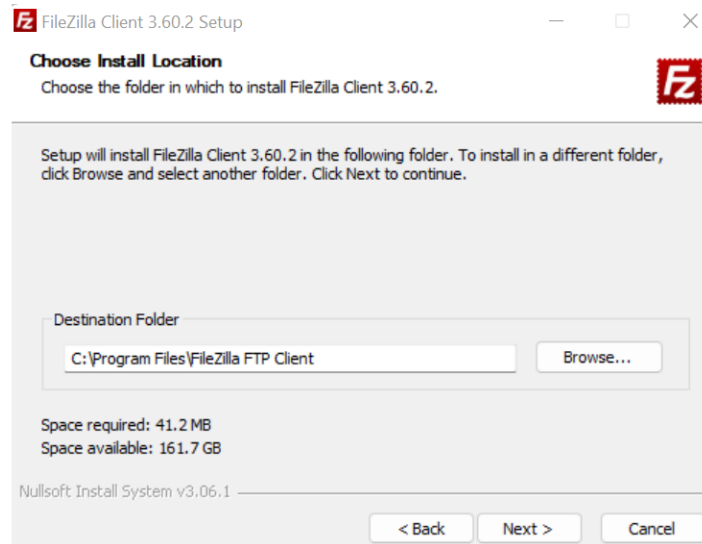 FileZilla Client 3.60.2 Setup
Choose Install Location
Choose the folder in which to install FileZilla Client 3.60.2.
Fz
Setup will install FileZilla Client 3.60.2 in the following folder. To install in a different folder,
click Browse and select another folder. Click Next to continue.
Destination Folder
C:\Program Files\FileZilla FTP Client
Browse...
Space required: 41.2 MB
Space available: 161.7 GB
Nullsoft Install System v3.06.1
< Back
Next >
Cancel